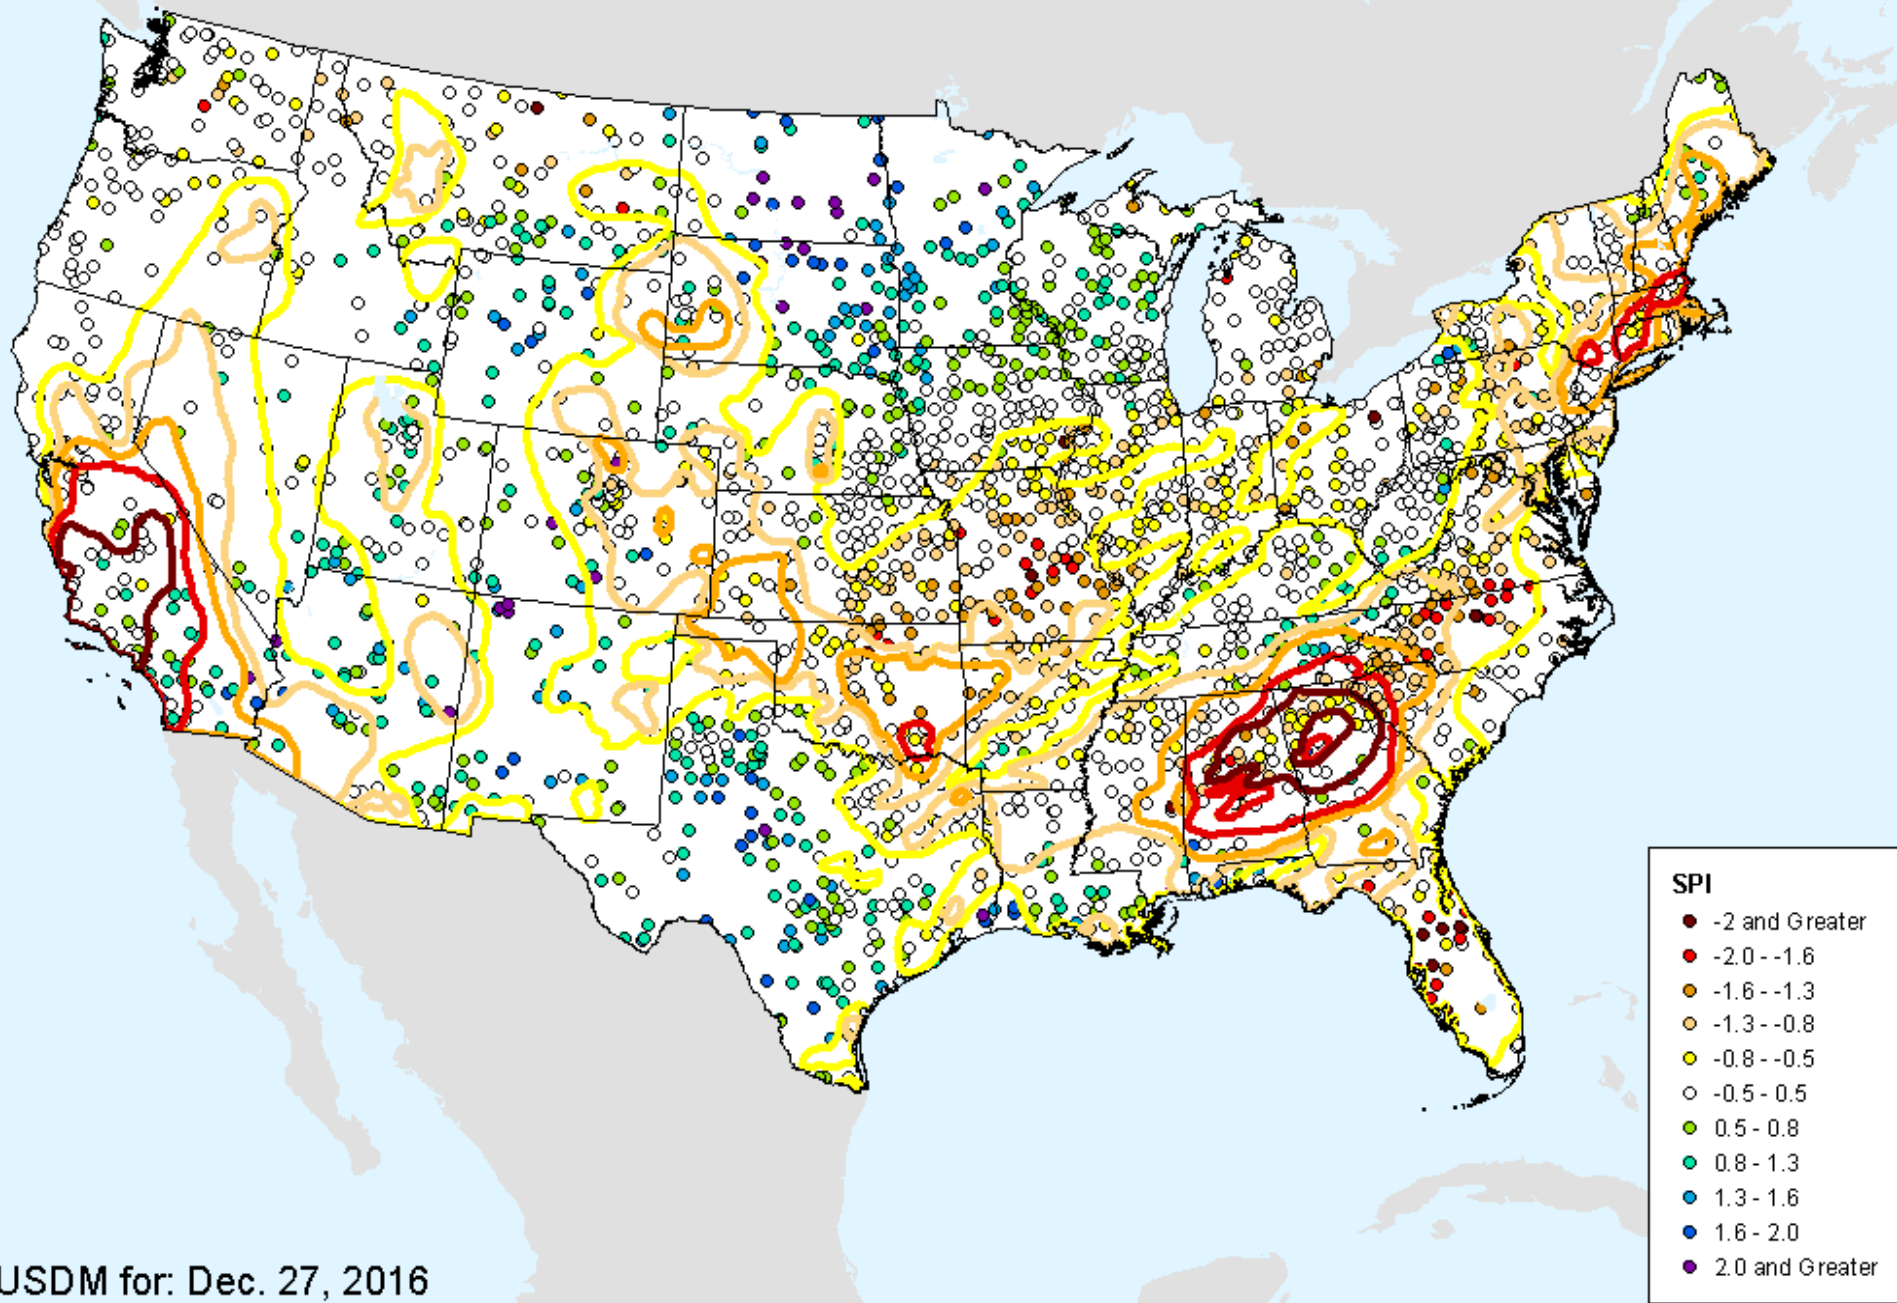 SPI
-2 and Greater
-2.0 - -1.6
-1.6 - -1.3
-1.3 - -0.8
-0.8 - -0.5
-0.5 - 0.5
0.5 - 0.8
0.8 - 1.3
1.3 - 1.6
1.6 - 2.0
2.0 and Greater
USDM for: Dec. 27, 2016